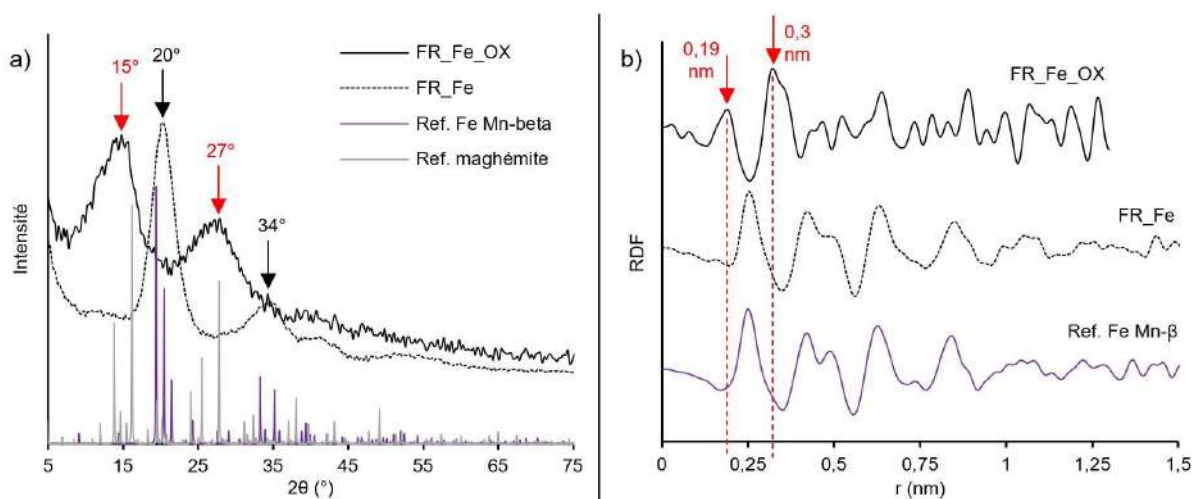 a)
Intensité
15°
20°
27°
34°
FR_Fe_OX
FR_Fe
Ref. Fe Mn-beta
Ref. maghémite
5 15 25 35 45 55 65 75
2θ (°)
b)
RDF
0,19
nm
0,3
nm
FR_Fe_OX
FR_Fe
Ref. Fe Mn-β
0 0,25 0,5 0,75 1 1,25 1,5
r (nm)